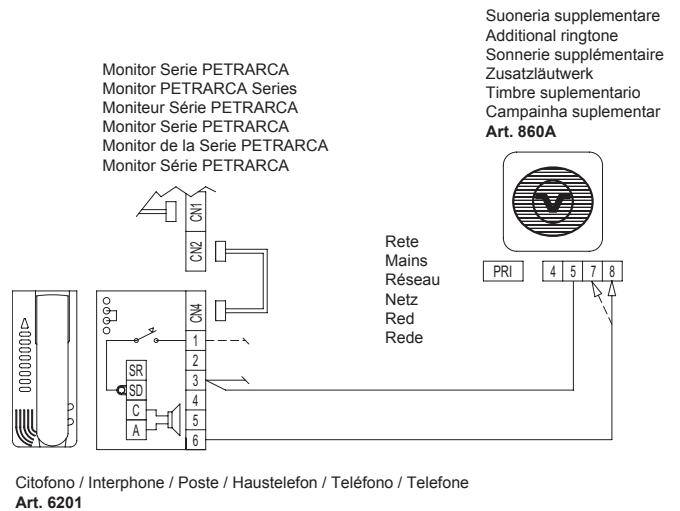 Suoneria supplementare
Additional ringtone
Sonnerie supplémentaire
Zusatzläutwerk
Timbre suplementario
Campainha suplementar
Art. 860A
Monitor Serie PETRARCA
Monitor PETRARCA Series
Moniteur Série PETRARCA
Monitor Serie PETRARCA
Monitor de la Serie PETRARCA
Monitor Série PETRARCA
CN1
CN2
CN4
Rete
Mains
Réseau
Netz
Red
Rede
PRI
4 5 7 8
1
2
3
4
5
6
SR
SD
C
A
Citofono / Interphone / Poste / Haustelefon / Teléfono / Telefone
Art. 6201